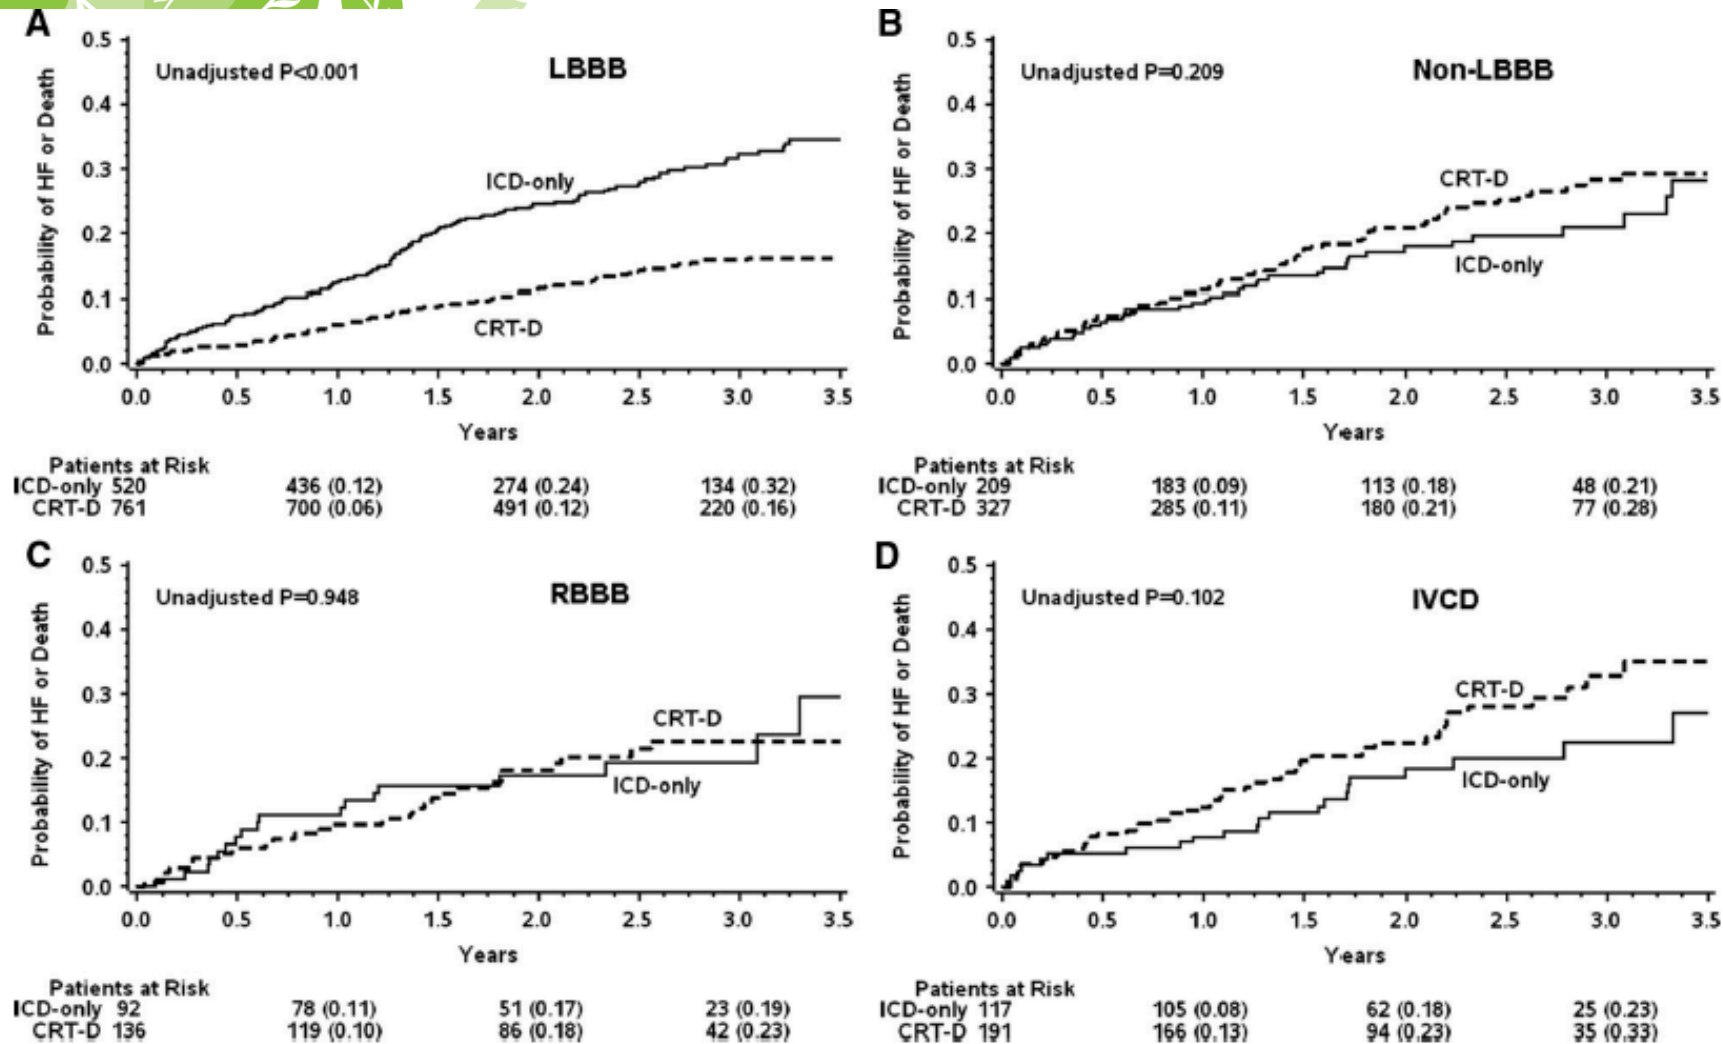 A
Unadjusted P<0.001
LBBB
Probability of HF or Death
0.5
0.4
0.3
0.2
0.1
0.0
ICD-only
CRT-D
0.0 0.5 1.0 1.5 2.0 2.5 3.0 3.5
Years
Patients at Risk
ICD-only 520 436 (0.12) 274 (0.24) 134 (0.32)
CRT-D 761 700 (0.06) 491 (0.12) 220 (0.16)
B
Unadjusted P=0.209
Non-LBBB
Probability of HF or Death
0.5
0.4
0.3
0.2
0.1
0.0
CRT-D
ICD-only
0.0 0.5 1.0 1.5 2.0 2.5 3.0 3.5
Years
Patients at Risk
ICD-only 209 183 (0.09) 113 (0.18) 48 (0.21)
CRT-D 327 285 (0.11) 180 (0.21) 77 (0.28)
C
Unadjusted P=0.948
RBBB
Probability of HF or Death
0.5
0.4
0.3
0.2
0.1
0.0
CRT-D
ICD-only
0.0 0.5 1.0 1.5 2.0 2.5 3.0 3.5
Years
Patients at Risk
ICD-only 92 78 (0.11) 51 (0.17) 23 (0.19)
CRT-D 136 119 (0.10) 86 (0.18) 42 (0.23)
D
Unadjusted P=0.102
IVCD
Probability of HF or Death
0.5
0.4
0.3
0.2
0.1
0.0
CRT-D
ICD-only
0.0 0.5 1.0 1.5 2.0 2.5 3.0 3.5
Years
Patients at Risk
ICD-only 117 105 (0.08) 62 (0.18) 25 (0.23)
CRT-D 191 166 (0.13) 94 (0.23) 35 (0.33)